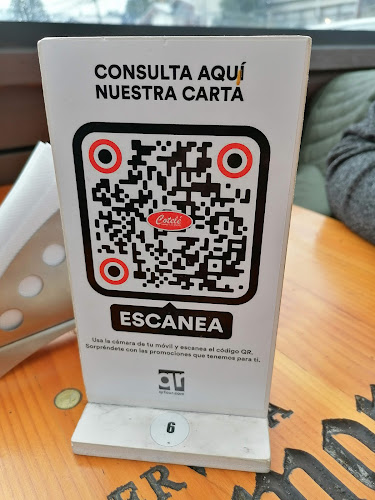 CONSULTA AQUÍ
NUESTRA CARTA
Cotelé
ESCANEA
Usa la cámara de tu móvil y escanea el código QR.
Sorpréndete con las promociones que tenemos para ti.
ar
6